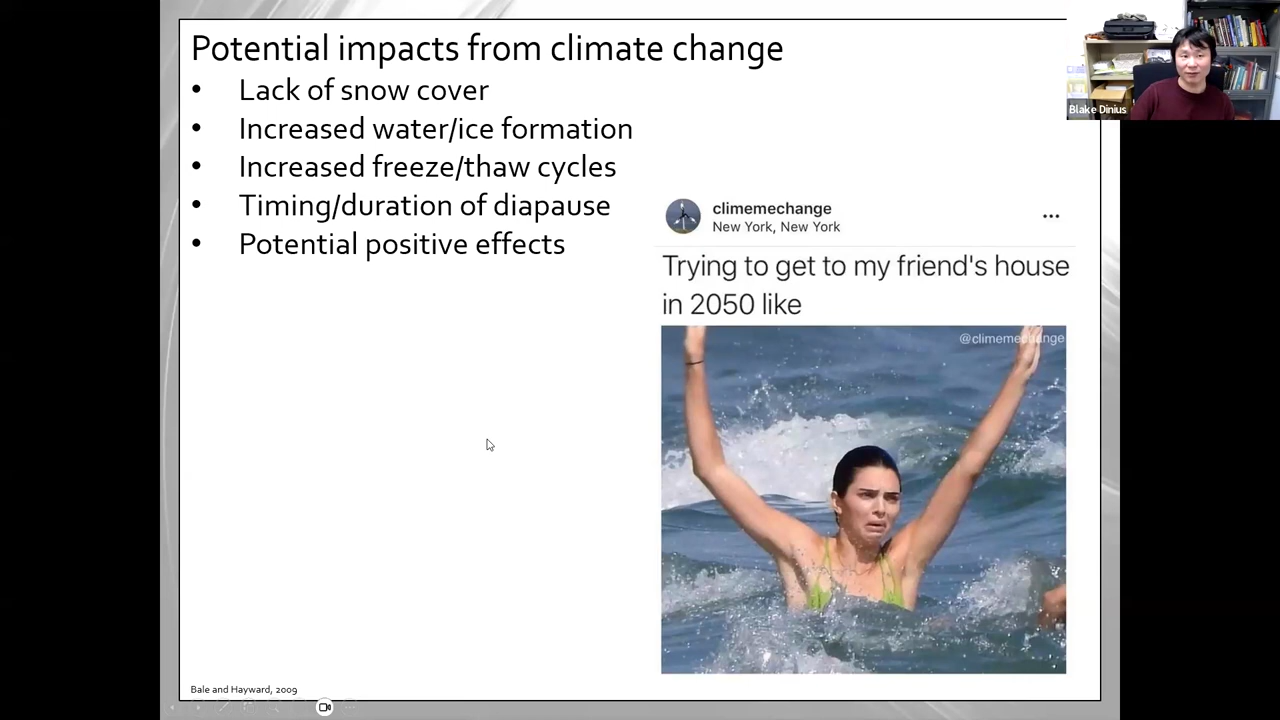 Potential impacts from climate change
• Lack of snow cover
• Increased water/ice formation
• Increased freeze/thaw cycles
• Timing/duration of diapause
• Potential positive effects
climemechange
New York, New York
Trying to get to my friend's house
in 2050 like
@climemechange
Bale and Hayward, 2009
Blake Dinius